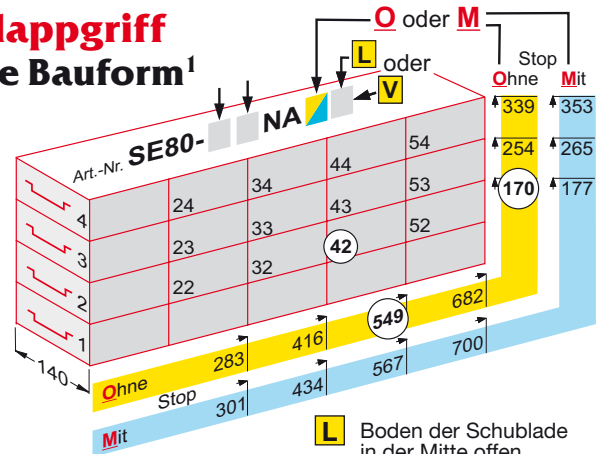 lappgriff
e Bauform¹
O oder M
L oder
V
Stop
Ohne Mit
Art.-Nr. SE80- NA
339 353
254 265
170 177
54
44
34
24
4
53
43
33
23
3
52
42
32
22
2
1
140
Ohne 283 416 549 682
Stop
Mit 301 434 567 700
L Boden der Schublade
in der Mitte offen